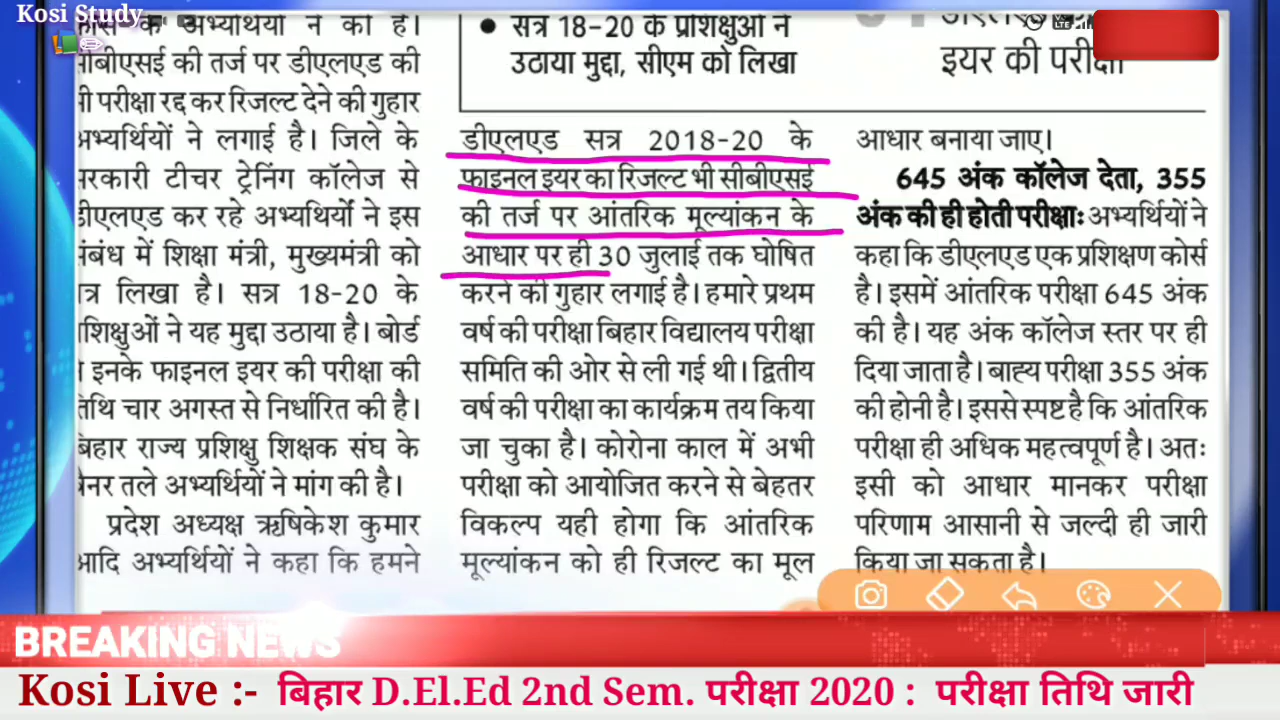 Kosi Study
के अभ्यर्थियों ने की है।
सीबीएसई की तर्ज पर डीएलएड की
भी परीक्षा रद्द कर रिजल्ट देने की गुहार
अभ्यर्थियों ने लगाई है। जिले के
सरकारी टीचर ट्रेनिंग कॉलेज से
डीएलएड कर रहे अभ्यथिर्यों ने इस
संबंध में शिक्षा मंत्री, मुख्यमंत्री को
पत्र लिखा है। सत्र 18-20 के
प्रशिक्षुओं ने यह मुद्दा उठाया है। बोर्ड
इनके फाइनल इयर की परीक्षा की
तिथि चार अगस्त से निर्धारित की है।
बिहार राज्य प्रशिक्षु शिक्षक संघ के
बैनर तले अभ्यर्थियों ने मांग की है।
प्रदेश अध्यक्ष ऋषिकेश कुमार
आदि अभ्यर्थियों ने कहा कि हमने
● सत्र 18-20 के प्रशिक्षुओं ने
उठाया मुद्दा, सीएम को लिखा
डीएलएड सत्र 2018-20 के
फाइनल इयर का रिजल्ट भी सीबीएसई
की तर्ज पर आंतरिक मूल्यांकन के
आधार पर ही 30 जुलाई तक घोषित
करने की गुहार लगाई है। हमारे प्रथम
वर्ष की परीक्षा बिहार विद्यालय परीक्षा
समिति की ओर से ली गई थी। द्वितीय
वर्ष की परीक्षा का कार्यक्रम तय किया
जा चुका है। कोरोना काल में अभी
परीक्षा को आयोजित करने से बेहतर
विकल्प यही होगा कि आंतरिक
मूल्यांकन को ही रिजल्ट का मूल
इयर की परीक्षा
आधार बनाया जाए।
645 अंक कॉलेज देता, 355
अंक की ही होती परीक्षाः अभ्यर्थियों ने
कहा कि डीएलएड एक प्रशिक्षण कोर्स
है। इसमें आंतरिक परीक्षा 645 अंक
की है। यह अंक कॉलेज स्तर पर ही
दिया जाता है। बाह्य परीक्षा 355 अंक
की होनी है। इससे स्पष्ट है कि आंतरिक
परीक्षा ही अधिक महत्वपूर्ण है। अतः
इसी को आधार मानकर परीक्षा
परिणाम आसानी से जल्दी ही जारी
किया जा सकता है।
BREAKING NEWS
Kosi Live :- बिहार D.El.Ed 2nd Sem. परीक्षा 2020 : परीक्षा तिथि जारी